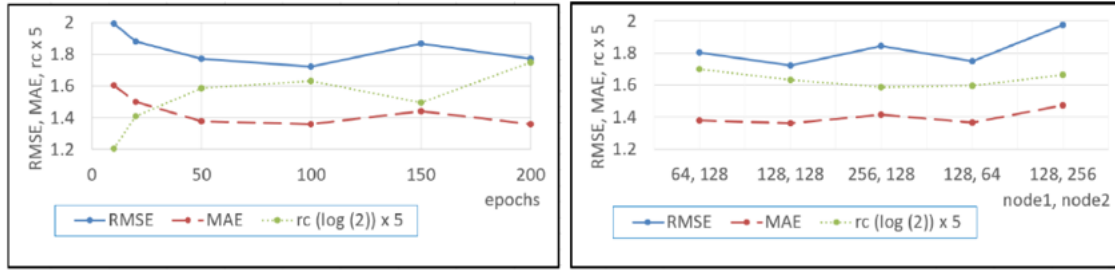 RMSE, MAE, rc x 5
2
1.8
1.6
1.4
1.2
0 50 100 150 200
epochs
RMSE MAE rc (log (2)) x 5
RMSE, MAE, rc x 5
2
1.8
1.6
1.4
1.2
64, 128 128, 128 256, 128 128, 64 128, 256
node1, node2
RMSE MAE rc (log (2)) x 5